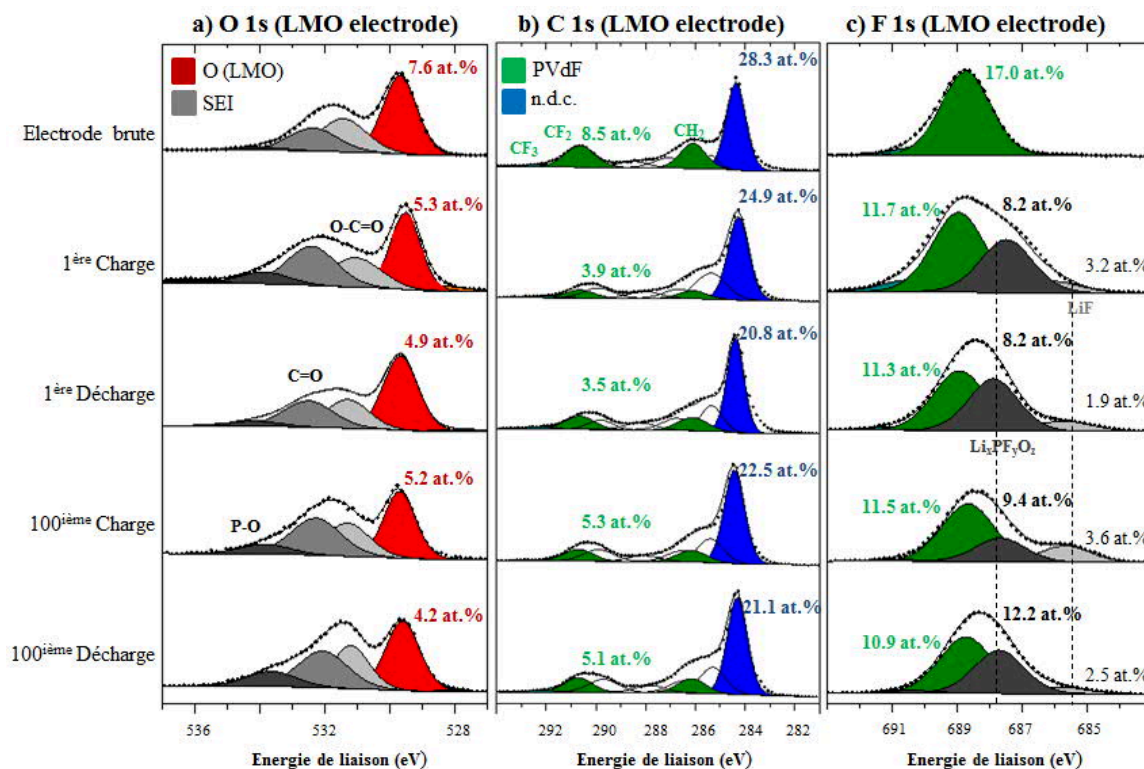 a) O 1s (LMO electrode)
b) C 1s (LMO electrode)
c) F 1s (LMO electrode)
O (LMO)
SEI
7.6 at.%
PVdF
n.d.c.
28.3 at.%
17.0 at.%
Electrode brute
CF₃
CF₂
8.5 at.%
CH₂
1ère Charge
O-C=O
5.3 at.%
3.9 at.%
24.9 at.%
11.7 at.%
8.2 at.%
3.2 at.%
LiF
1ère Décharge
C=O
4.9 at.%
3.5 at.%
20.8 at.%
11.3 at.%
8.2 at.%
1.9 at.%
LiₓPFᵧO_z
100ième Charge
P-O
5.2 at.%
5.3 at.%
22.5 at.%
11.5 at.%
9.4 at.%
3.6 at.%
100ième Décharge
4.2 at.%
5.1 at.%
21.1 at.%
10.9 at.%
12.2 at.%
2.5 at.%
536 532 530 528
292 290 288 286 284 282 281
691 689 687 685
Energie de liaison (eV)
Energie de liaison (eV)
Energie de liaison (eV)